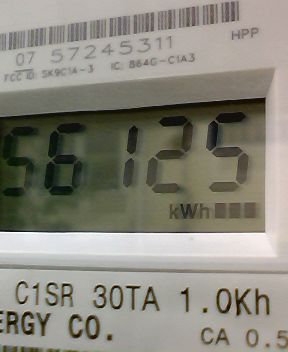 HPP
07 57245311
FCC ID: SK9C1A-3 IC: 864G-C1A3
56125
kWh
C1SR 30TA 1.0Kh
ERGY CO.
CA 0.5